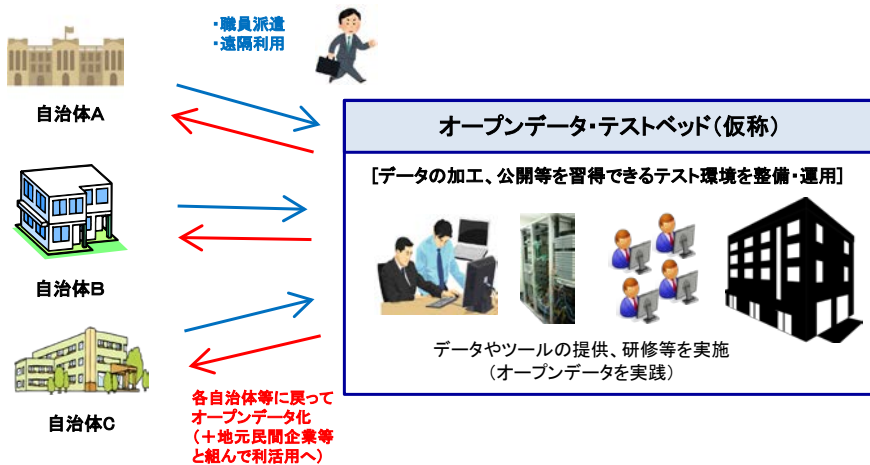 ・職員派遣
・遠隔利用
自治体A
オープンデータ・テストベッド(仮称)
[データの加工、公開等を習得できるテスト環境を整備・運用]
自治体B
データやツールの提供、研修等を実施
(オープンデータを実践)
自治体C
各自治体等に戻って
オープンデータ化
(+地元民間企業等
と組んで利活用へ)